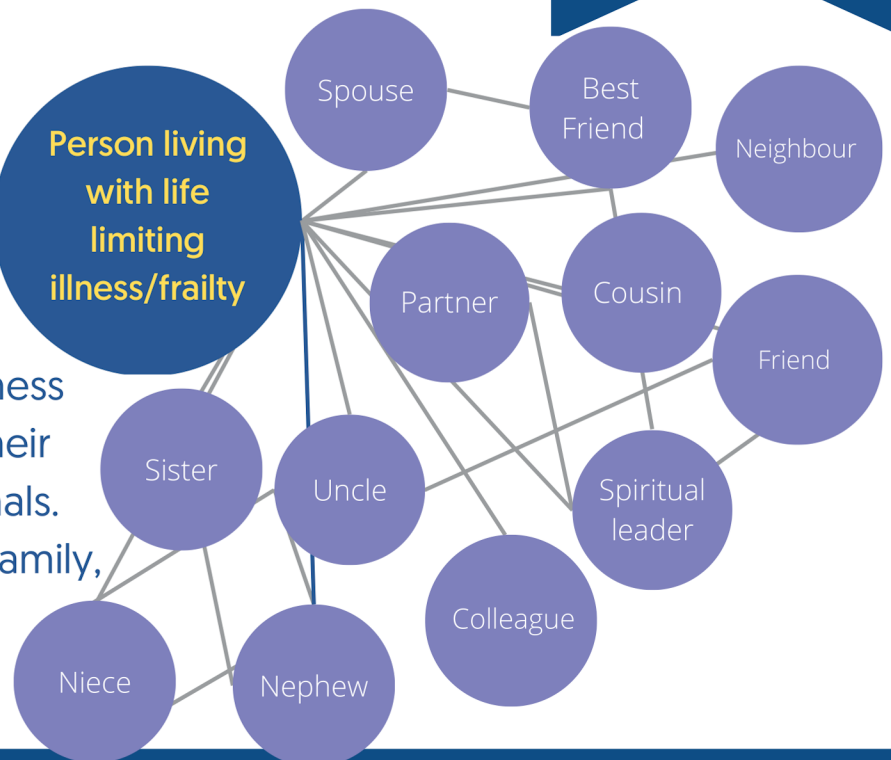 Spouse
Best
Friend
Neighbour
Person living
with life
limiting
illness/frailty
Partner
Cousin
Friend
ness
heir
Sister
Uncle
Spiritual
leader
nals.
amily,
Colleague
Niece
Nephew